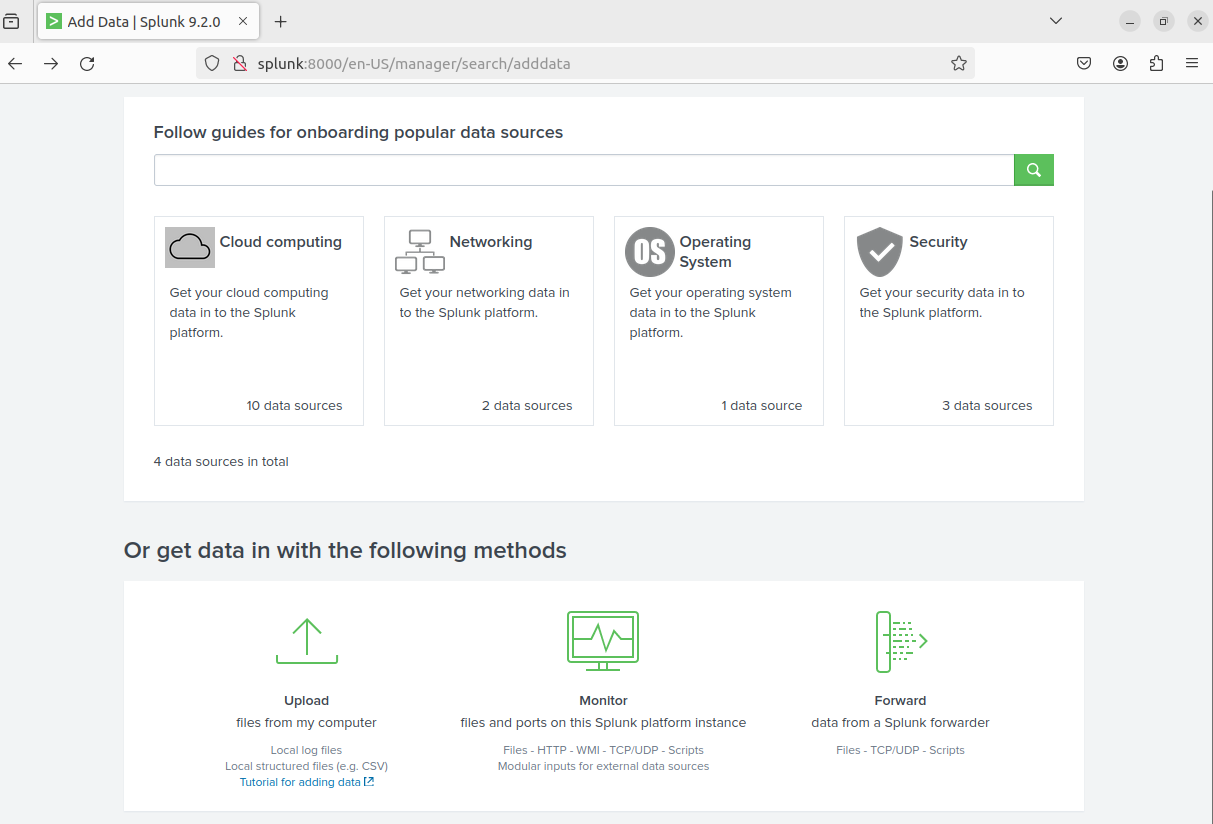 Add Data | Splunk 9.2.0
splunk:8000/en-US/manager/search/adddata
Follow guides for onboarding popular data sources
Cloud computing
Get your cloud computing
data in to the Splunk
platform.
10 data sources
Networking
Get your networking data in
to the Splunk platform.
2 data sources
OS
Operating
System
Get your operating system
data in to the Splunk
platform.
1 data source
Security
Get your security data in to
the Splunk platform.
3 data sources
4 data sources in total
Or get data in with the following methods
Upload
files from my computer
Local log files
Local structured files (e.g. CSV)
Tutorial for adding data
Monitor
files and ports on this Splunk platform instance
Files - HTTP - WMI - TCP/UDP - Scripts
Modular inputs for external data sources
Forward
data from a Splunk forwarder
Files - TCP/UDP - Scripts